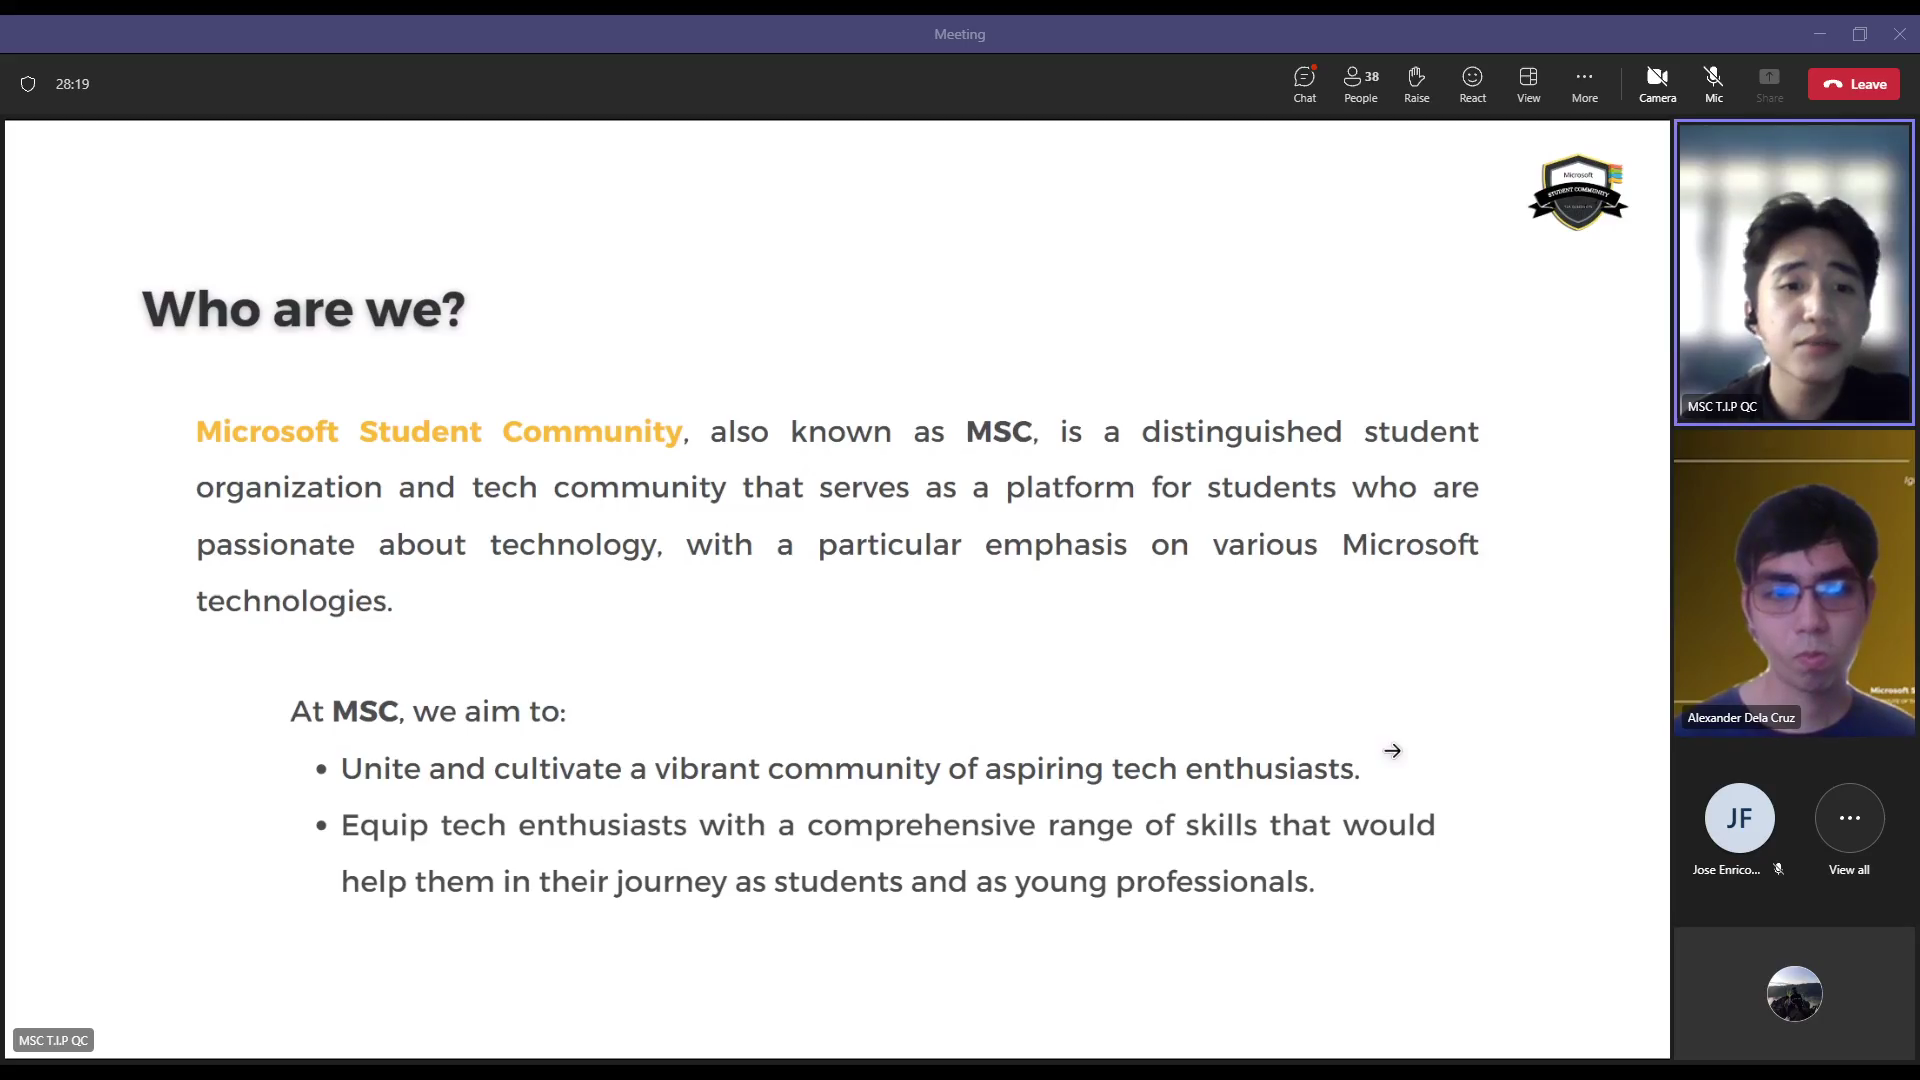 Meeting
28:19
Chat
38
People
Raise
React
View
More
Camera
Mic
Share
Leave
Microsoft
STUDENT COMMUNITY
Who are we?
Microsoft Student Community, also known as MSC, is a distinguished student
organization and tech community that serves as a platform for students who are
passionate about technology, with a particular emphasis on various Microsoft
technologies.
At MSC, we aim to:
• Unite and cultivate a vibrant community of aspiring tech enthusiasts.
• Equip tech enthusiasts with a comprehensive range of skills that would
help them in their journey as students and as young professionals.
MSC T.I.P QC
MSC T.I.P QC
Microsoft S
Alexander Dela Cruz
JF
Jose Enrico...
View all